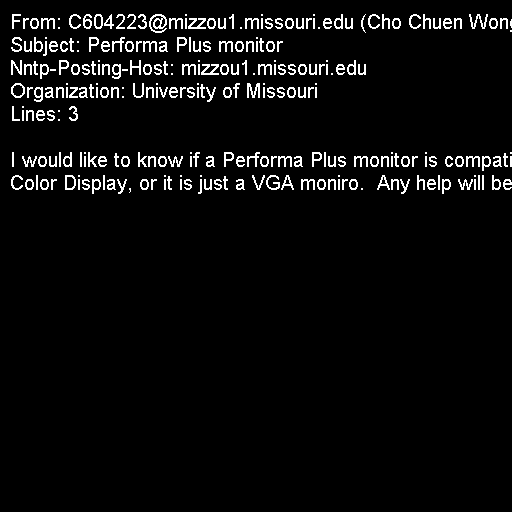 From: C604223@mizzou1.missouri.edu (Cho Chuen Wong
Subject: Performa Plus monitor
Nntp-Posting-Host: mizzou1.missouri.edu
Organization: University of Missouri
Lines: 3

I would like to know if a Performa Plus monitor is compati
Color Display, or it is just a VGA moniro.  Any help will be